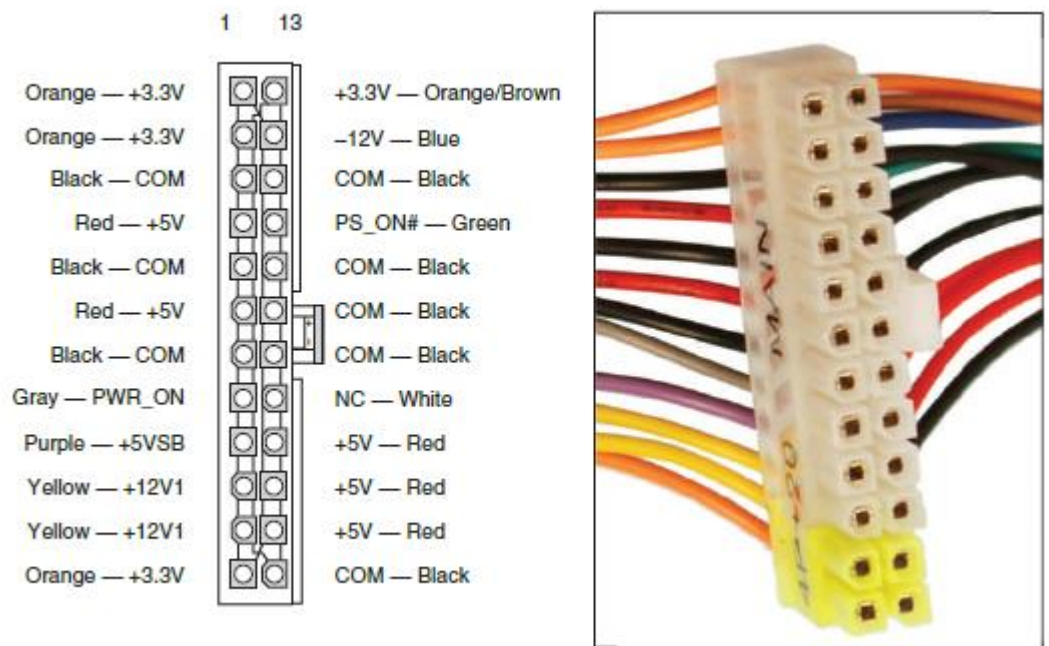 1 13
Orange — +3.3V +3.3V — Orange/Brown
Orange — +3.3V –12V — Blue
Black — COM COM — Black
Red — +5V PS_ON# — Green
Black — COM COM — Black
Red — +5V COM — Black
Black — COM COM — Black
Gray — PWR_ON NC — White
Purple — +5VSB +5V — Red
Yellow — +12V1 +5V — Red
Yellow — +12V1 +5V — Red
Orange — +3.3V COM — Black
MAIN